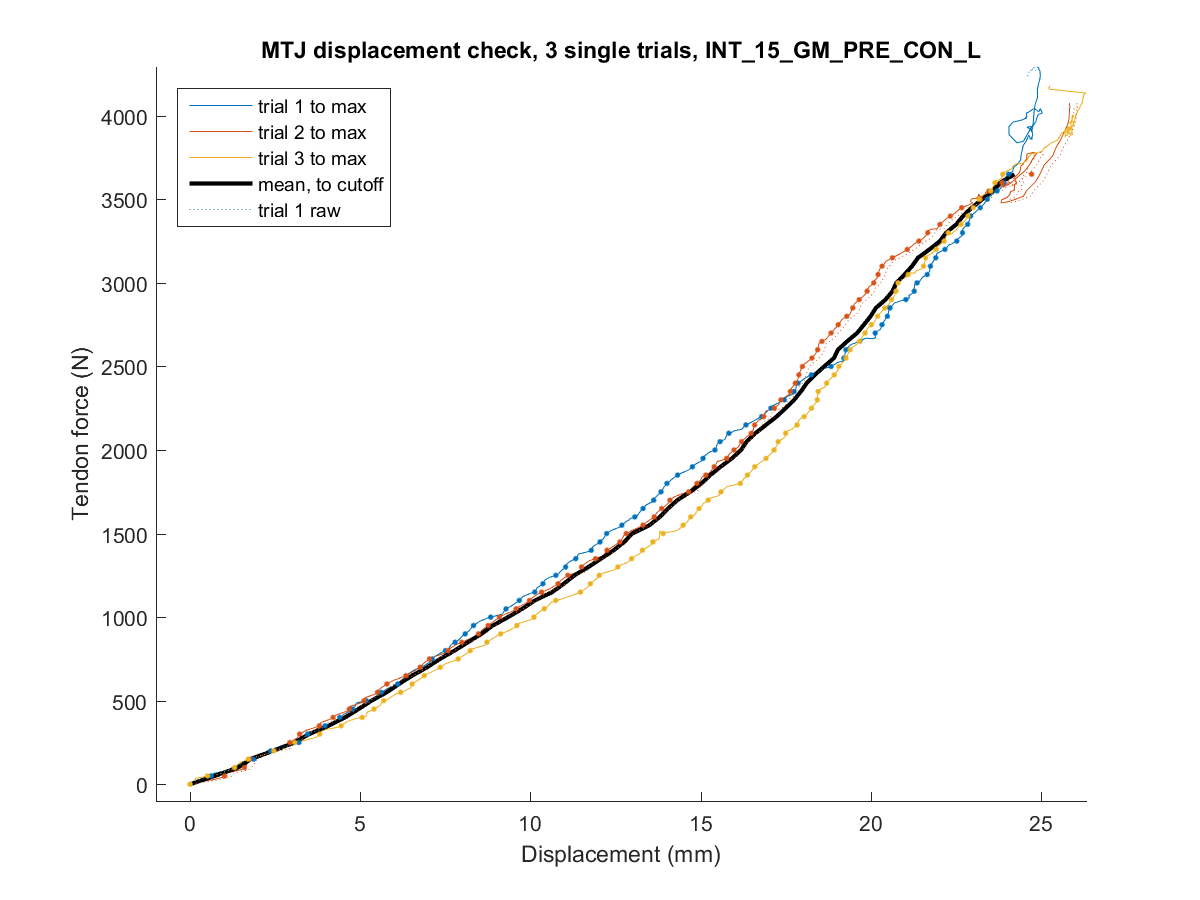 MTJ displacement check, 3 single trials, INT_15_GM_PRE_CON_L
trial 1 to max
trial 2 to max
trial 3 to max
mean, to cutoff
trial 1 raw
4000
3500
3000
2500
2000
1500
1000
500
0
Tendon force (N)
0 5 10 15 20 25
Displacement (mm)